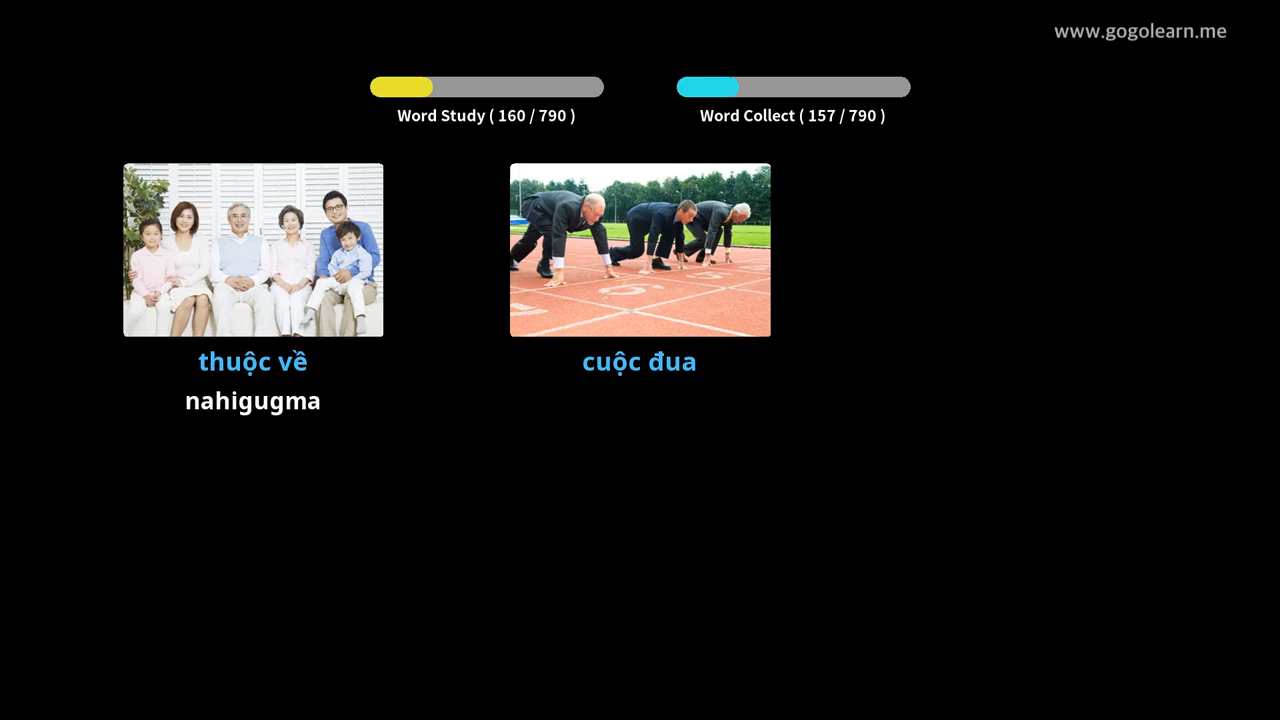 www.gogolearn.me
Word Study ( 160 / 790 )
Word Collect ( 157 / 790 )
thuộc về
cuộc đua
nahigugma